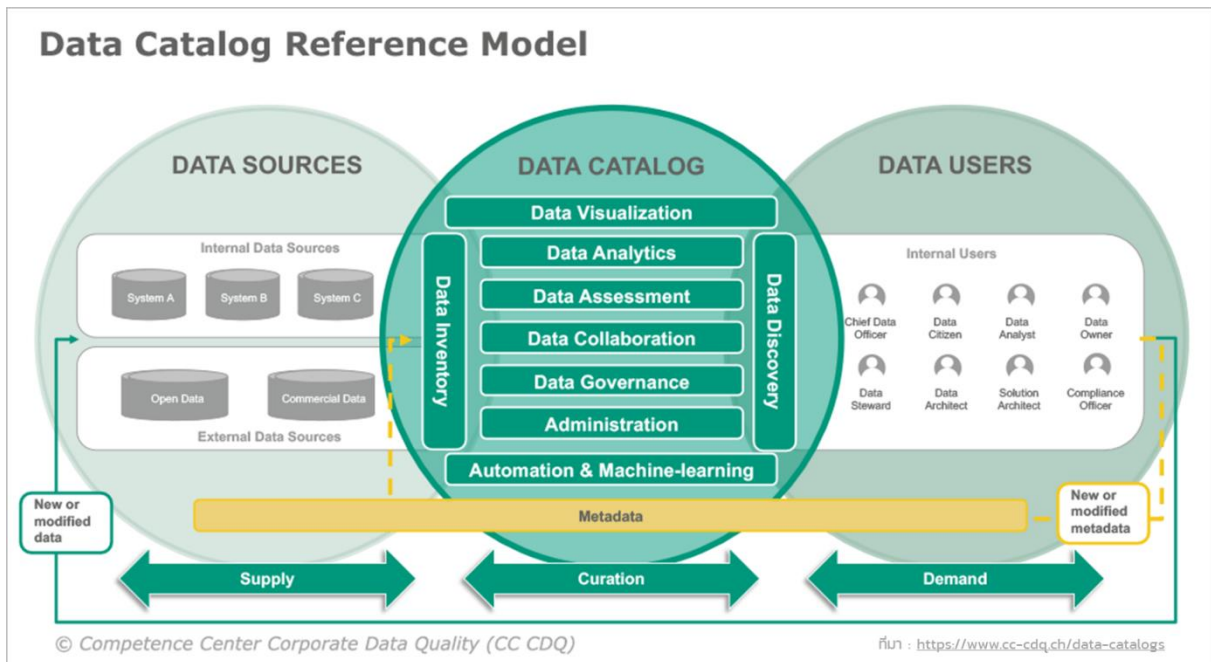 Data Catalog Reference Model
DATA SOURCES
Internal Data Sources
System A
System B
System C
Open Data
Commercial Data
External Data Sources
New or
modified
data
DATA CATALOG
Data Visualization
Data Inventory
Data Analytics
Data Assessment
Data Collaboration
Data Governance
Administration
Data Discovery
Automation & Machine-learning
DATA USERS
Internal Users
Chief Data
Officer
Data
Citizen
Data
Analyst
Data
Owner
Data
Steward
Data
Architect
Solution
Architect
Compliance
Officer
Metadata
New or
modified
metadata
Supply
Curation
Demand
© Competence Center Corporate Data Quality (CC CDQ)
ที่มา : https://www.cc-cdq.ch/data-catalogs